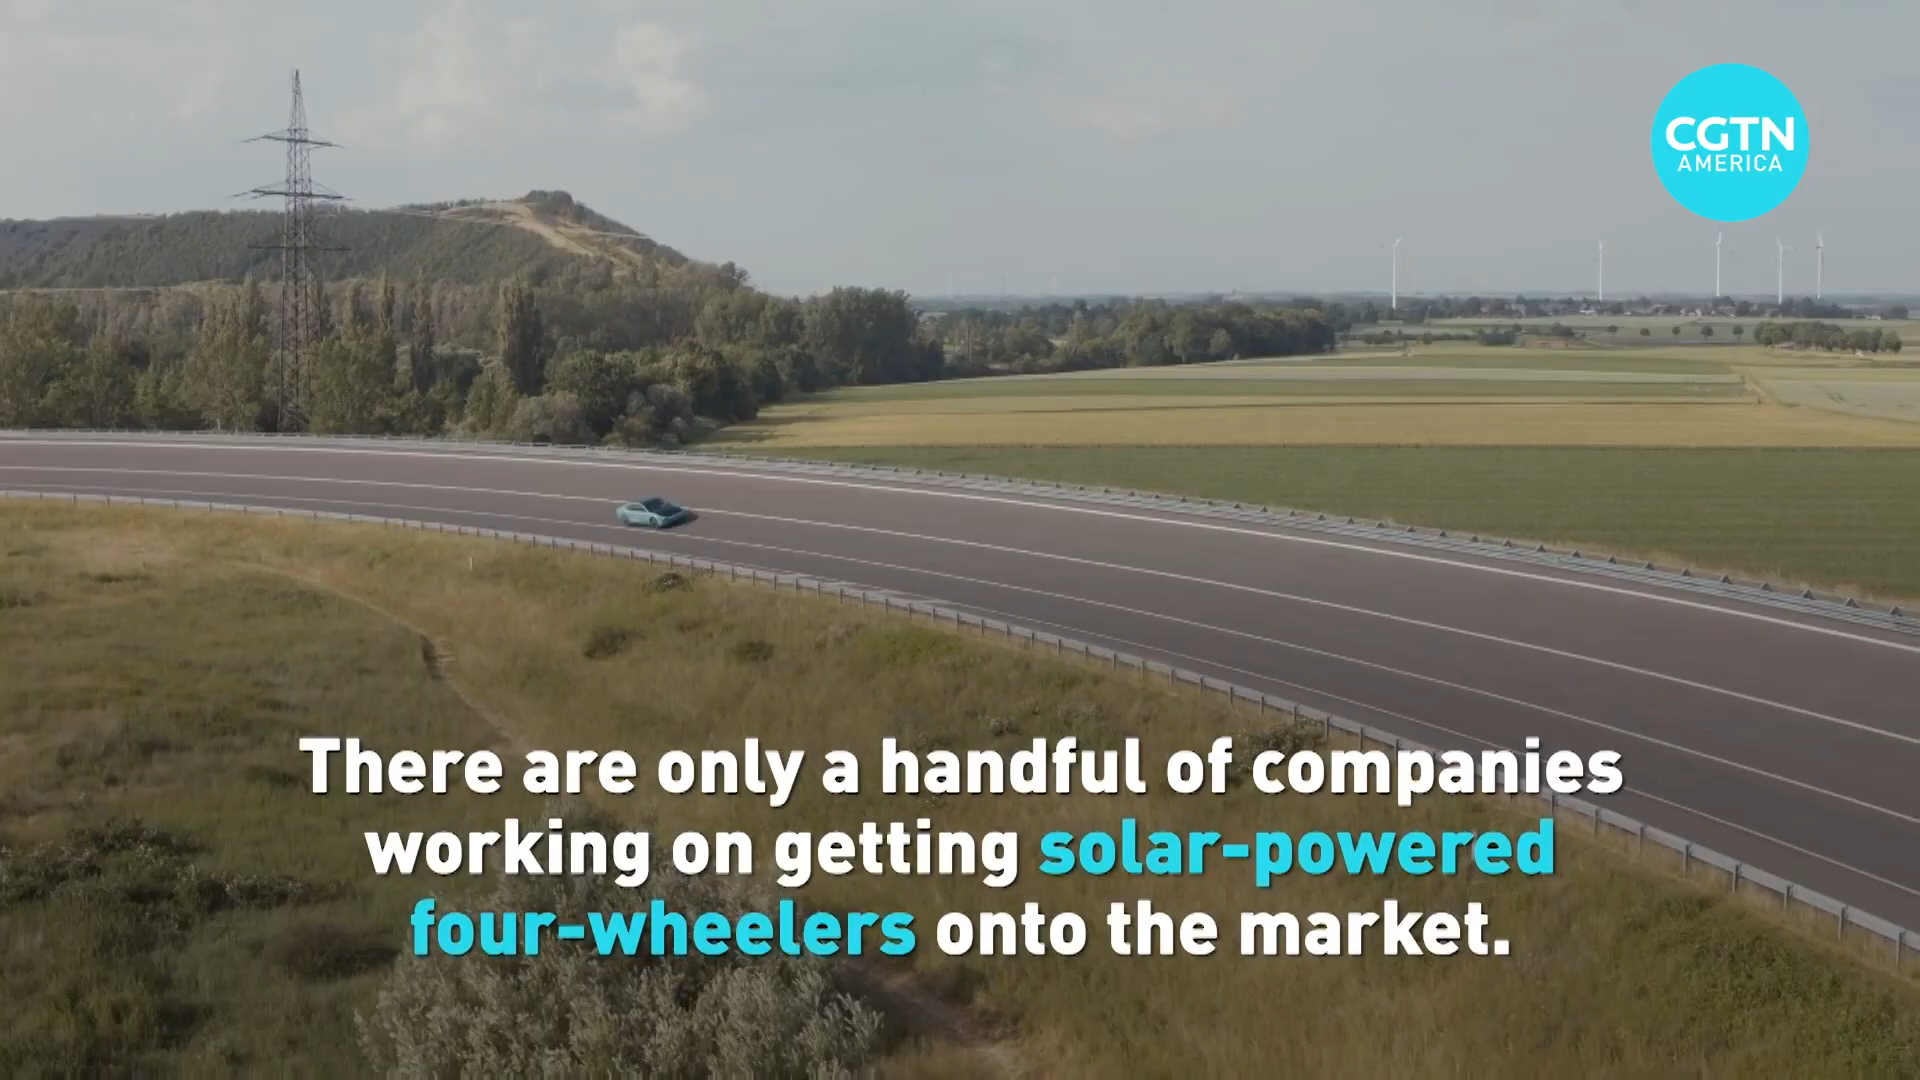 CGTN
AMERICA
There are only a handful of companies
working on getting solar-powered
four-wheelers onto the market.